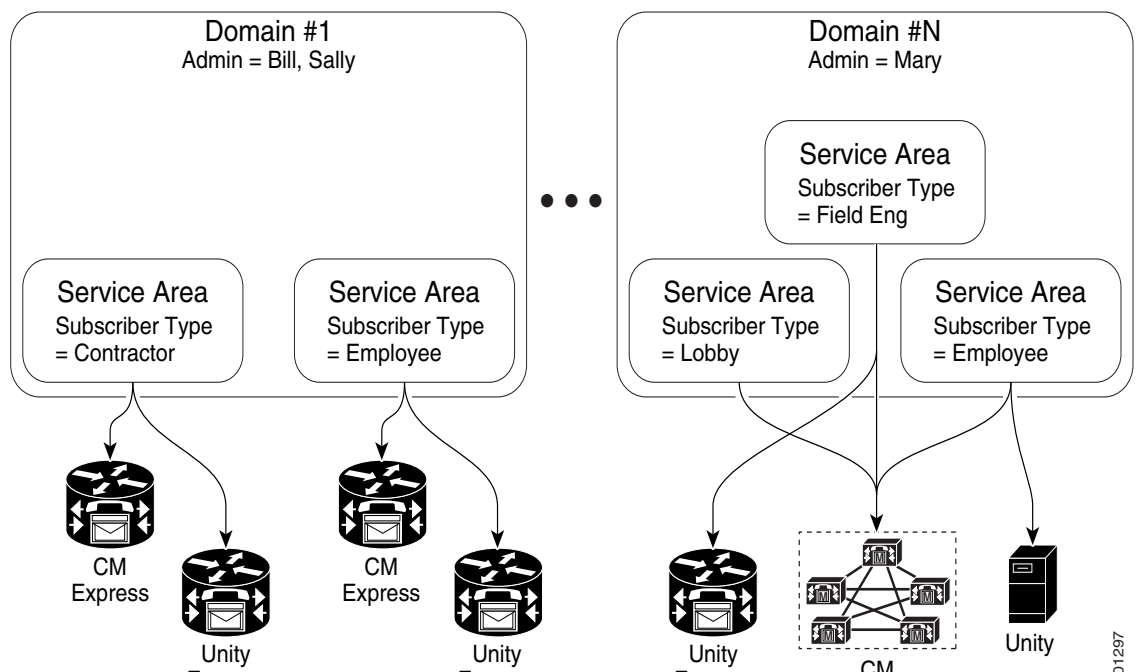 Domain #1
Admin = Bill, Sally
Domain #N
Admin = Mary
Service Area
Subscriber Type
= Field Eng
Service Area
Subscriber Type
= Contractor
Service Area
Subscriber Type
= Employee
Service Area
Subscriber Type
= Lobby
Service Area
Subscriber Type
= Employee
CM
Express
Unity
CM
Express
Unity
Unity
M
M
M
M
M
CM
Unity